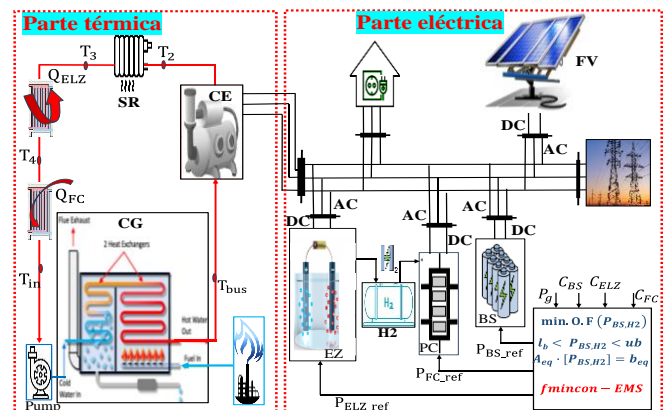 Parte térmica
Parte eléctrica
T₃
T₂
Q_ELZ
SR
CE
FV
DC
AC
T₄
Q_FC
CG
Flue Exhaust
2 Heat Exchangers
T_in
T_bus
Hot Water
Out
Fuel In
Cold Water In
Pump
DC
AC
AC
DC
AC
DC
H₂
H2
EZ
PC
BS
P_g
C_BS
C_ELZ
C_FC
P_BS_ref
P_FC_ref
P_ELZ_ref
min. O. F (P_BS,H2)
l_b < P_BS,H2 < ub
A_eq · [P_BS,H2] = b_eq
fmincon − EMS